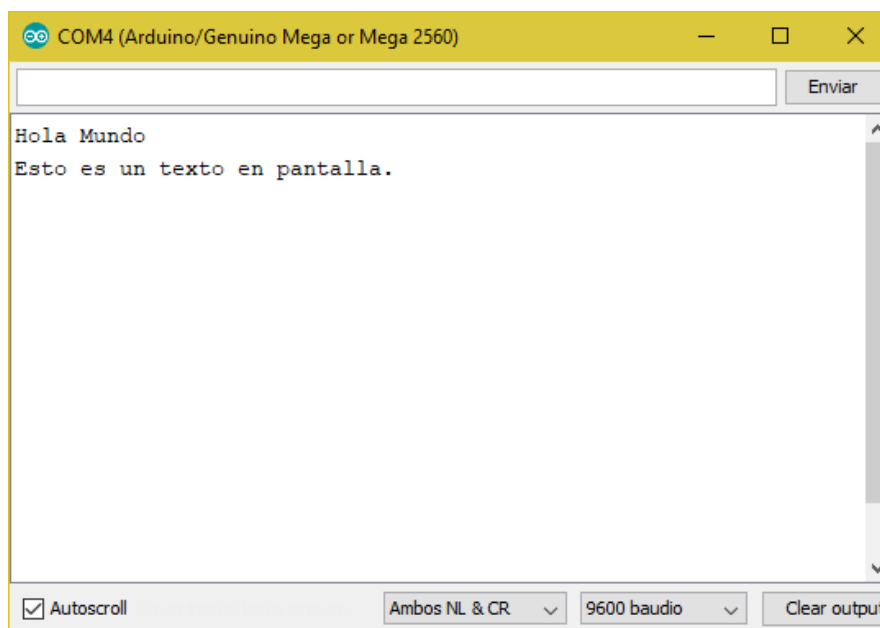 COM4 (Arduino/Genuino Mega or Mega 2560)
Enviar
Hola Mundo
Esto es un texto en pantalla.
Autoscroll
Ambos NL & CR
9600 baudio
Clear output